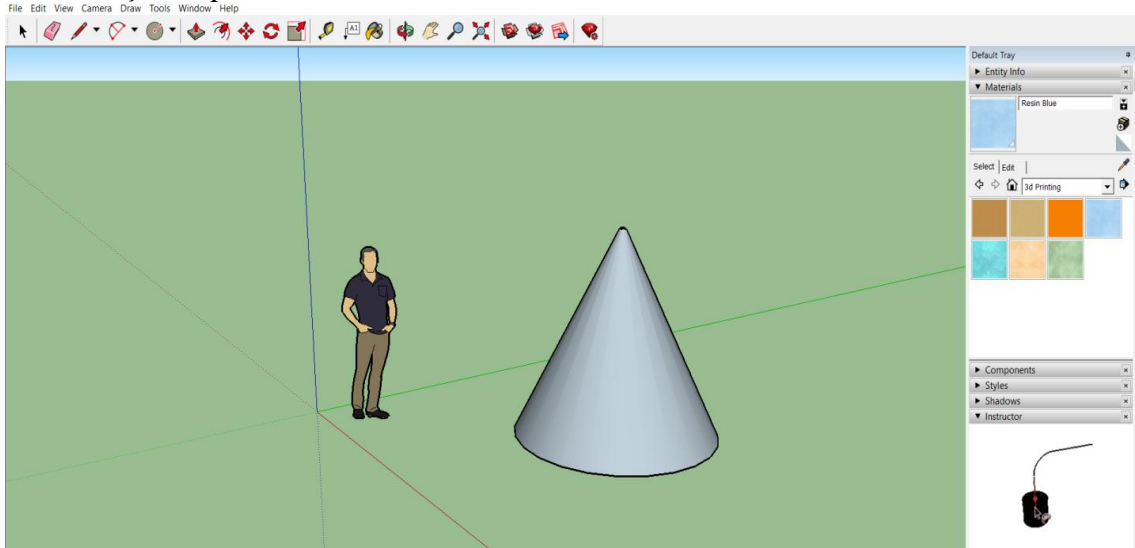 File Edit View Camera Draw Tools Window Help
A1
Default Tray
Entity Info
Materials
Resin Blue
Select Edit
3d Printing
Components
Styles
Shadows
Instructor